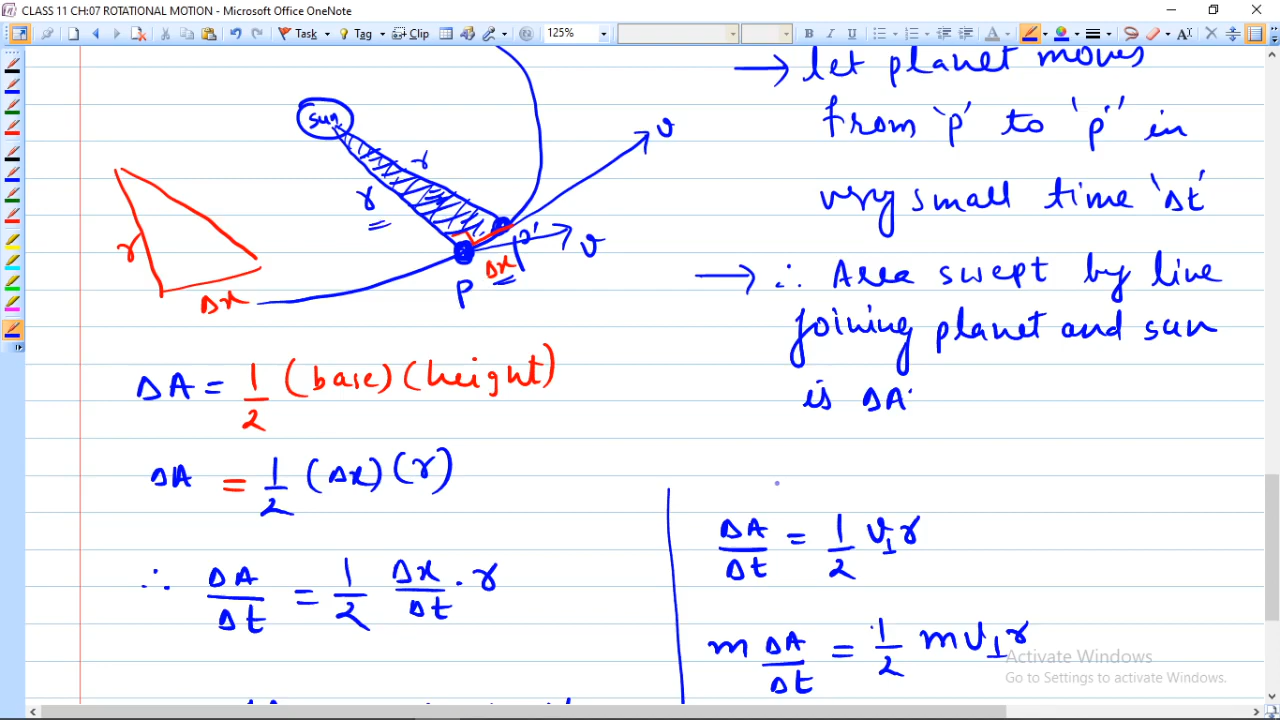 CLASS 11 CH:07 ROTATIONAL MOTION - Microsoft Office OneNote
Task Tag Clip 125% B I U
→ let planet moves
from 'p' to 'p'' in
very small time 'Δt'
→ ∴ Area swept by line
joining planet and sun
is ΔA.
sun
r
r
v
v
p'
Δx
P
r
Δx
ΔA = 1/2 (base)(height)
ΔA = 1/2 (Δx)(r)
∴ ΔA/Δt = 1/2 Δx/Δt · r
ΔA/Δt = 1/2 v⊥r
m ΔA/Δt = 1/2 mv⊥r
Activate Windows
Go to Settings to activate Windows.